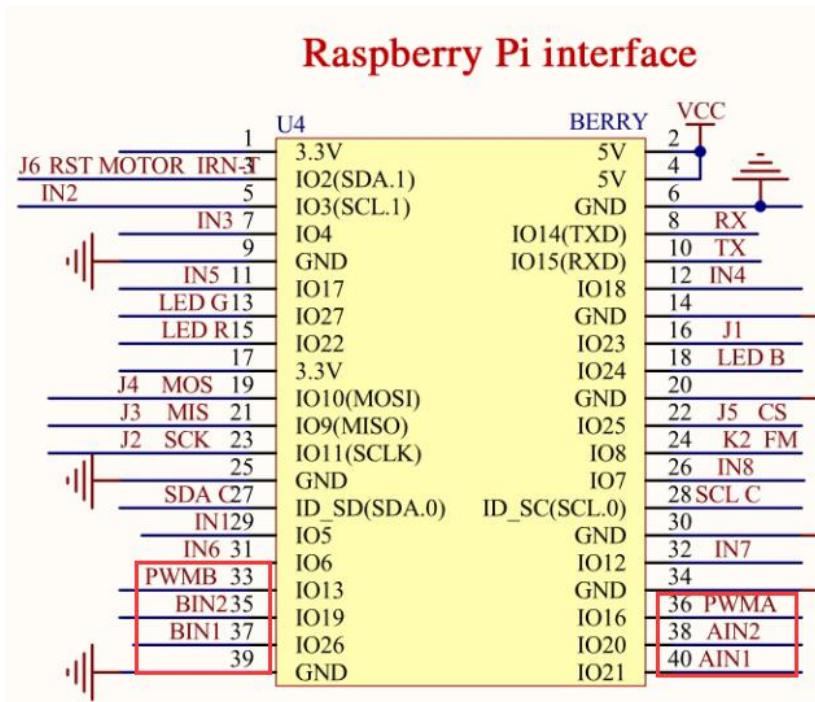 Raspberry Pi interface
U4 BERRY VCC
1 3.3V 5V 2
J6 RST MOTOR IRN-T 3 IO2(SDA.1) 5V 4
IN2 5 IO3(SCL.1) GND 6
IN3 7 IO4 IO14(TXD) 8 RX
9 GND IO15(RXD) 10 TX
IN5 11 IO17 IO18 12 IN4
LED G 13 IO27 GND 14
LED R 15 IO22 IO23 16 J1
17 3.3V IO24 18 LED B
J4 MOS 19 IO10(MOSI) GND 20
J3 MIS 21 IO9(MISO) IO25 22 J5 CS
J2 SCK 23 IO11(SCLK) IO8 24 K2 FM
25 GND IO7 26 IN8
SDA C 27 ID_SD(SDA.0) ID_SC(SCL.0) 28 SCL C
IN1 29 IO5 GND 30
IN6 31 IO6 IO12 32 IN7
PWMB 33 IO13 GND 34
BIN2 35 IO19 IO16 36 PWMA
BIN1 37 IO26 IO20 38 AIN2
39 GND IO21 40 AIN1